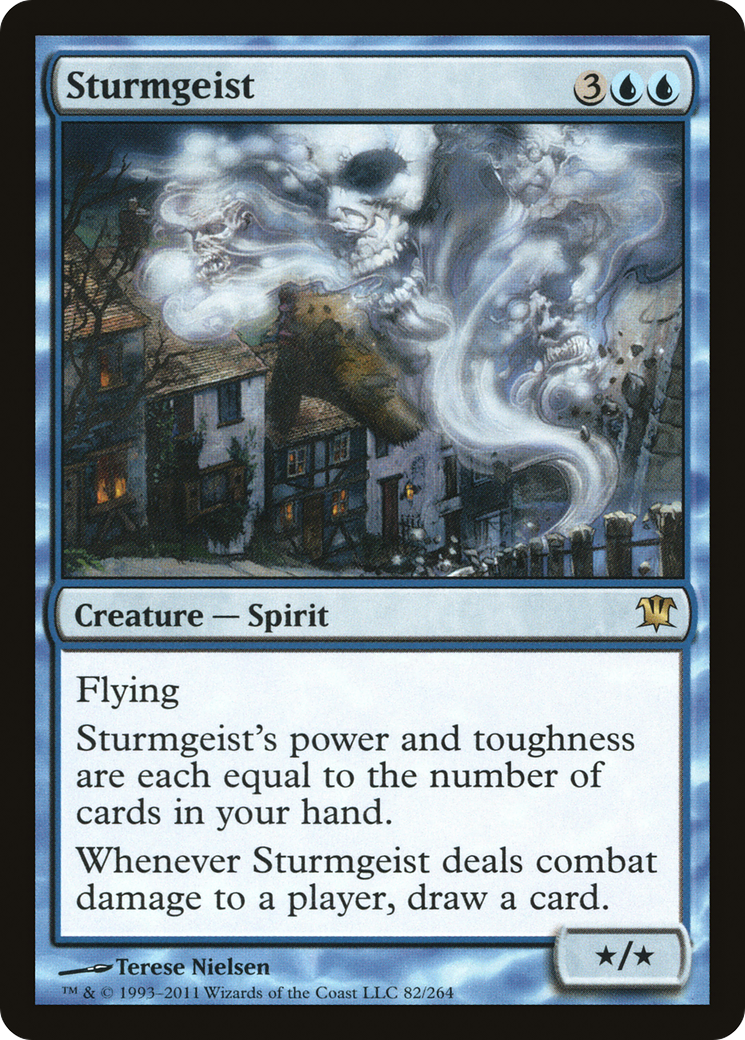 Sturmgeist 3
Creature — Spirit
Flying
Sturmgeist's power and toughness
are each equal to the number of
cards in your hand.
Whenever Sturmgeist deals combat
damage to a player, draw a card.
★/★
Terese Nielsen
™ & © 1993–2011 Wizards of the Coast LLC 82/264